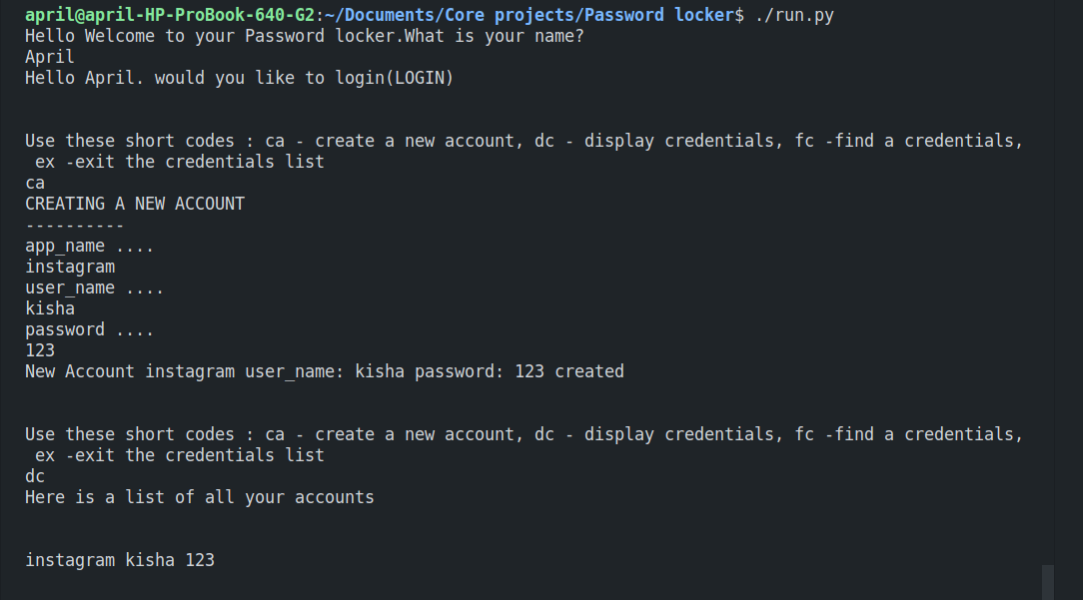 april@april-HP-ProBook-640-G2:~/Documents/Core projects/Password locker$ ./run.py
Hello Welcome to your Password locker.What is your name?
April
Hello April. would you like to login(LOGIN)
Use these short codes : ca - create a new account, dc - display credentials, fc -find a credentials,
 ex -exit the credentials list
ca
CREATING A NEW ACCOUNT
----------
app_name ....
instagram
user_name ....
kisha
password ....
123
New Account instagram user_name: kisha password: 123 created
Use these short codes : ca - create a new account, dc - display credentials, fc -find a credentials,
 ex -exit the credentials list
dc
Here is a list of all your accounts
instagram kisha 123